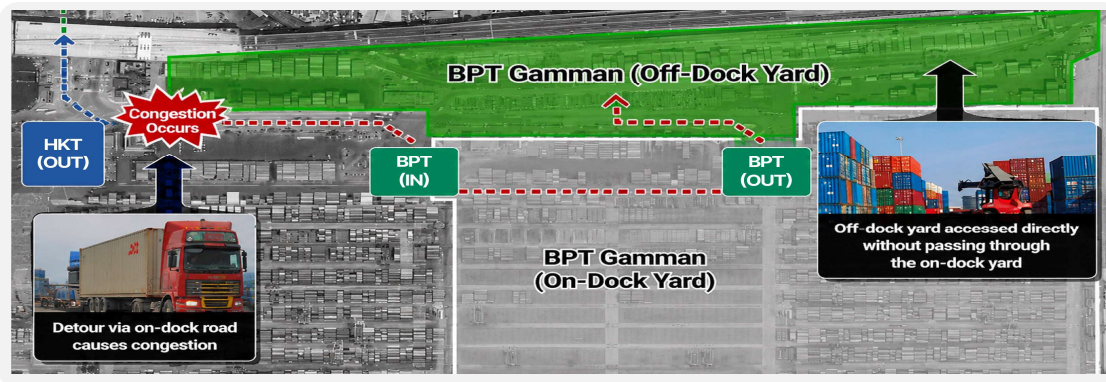 BPT Gamman (Off-Dock Yard)
Congestion
Occurs
HKT
(OUT)
BPT
(IN)
BPT
(OUT)
Off-dock yard accessed directly
without passing through
the on-dock yard
BPT Gamman
(On-Dock Yard)
Detour via on-dock road
causes congestion